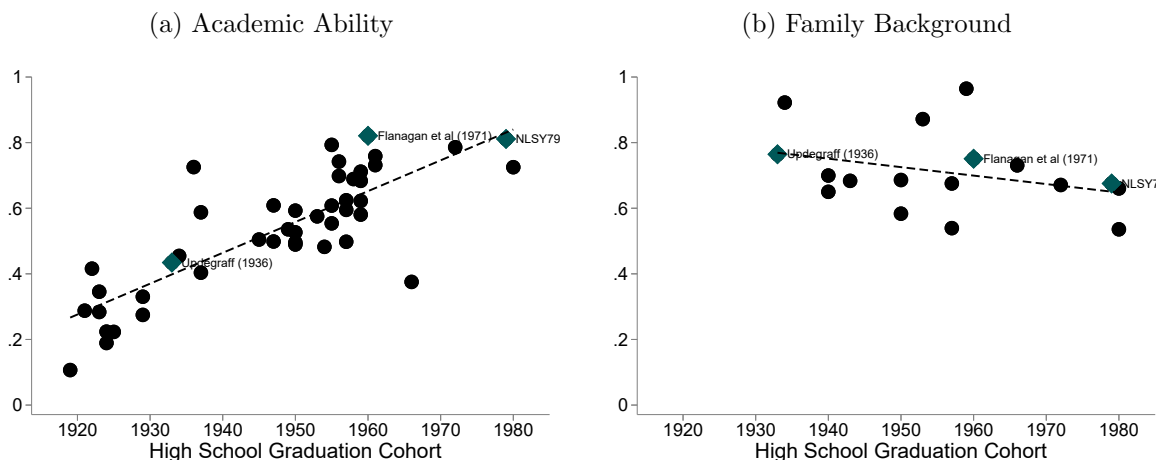 (a) Academic Ability
1
.8
.6
.4
.2
0
Flanagan et al (1971)
NLSY79
Updegraff (1936)
1920 1930 1940 1950 1960 1970 1980
High School Graduation Cohort
(b) Family Background
1
.8
.6
.4
.2
0
Updegraff (1936)
Flanagan et al (1971)
NLSY7
1920 1930 1940 1950 1960 1970 1980
High School Graduation Cohort